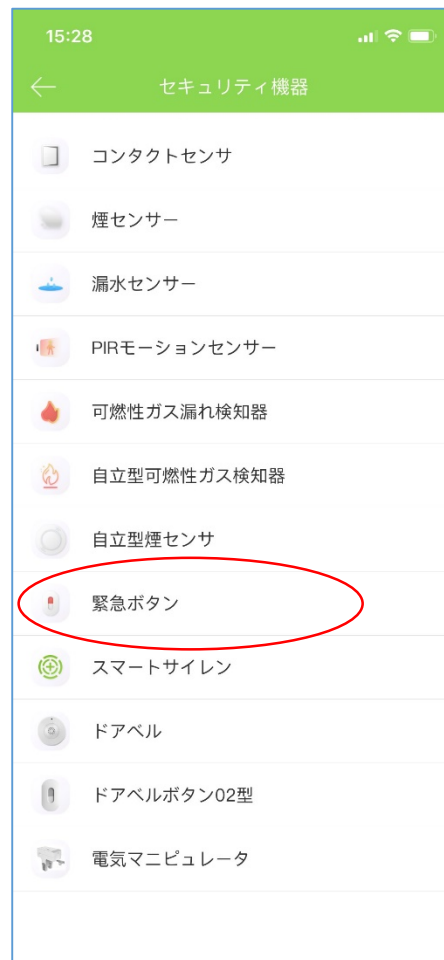 15:28
セキュリティ機器
コンタクトセンサ
煙センサー
漏水センサー
PIRモーションセンサー
可燃性ガス漏れ検知器
自立型可燃性ガス検知器
自立型煙センサ
緊急ボタン
スマートサイレン
ドアベル
ドアベルボタン02型
電気マニピュレータ